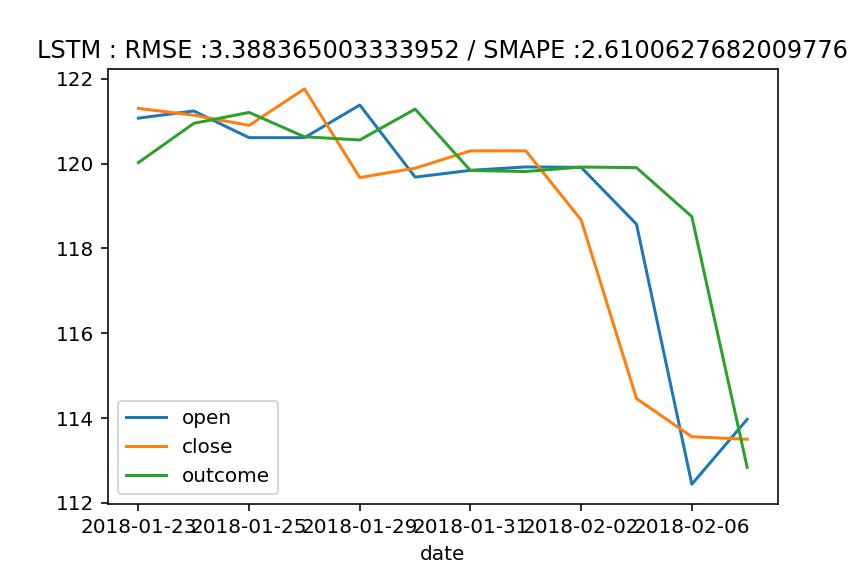 LSTM : RMSE :3.388365003333952 / SMAPE :2.6100627682009776
122
120
118
116
114
112
open
close
outcome
2018-01-23 2018-01-25 2018-01-29 2018-01-31 2018-02-02 2018-02-06
date